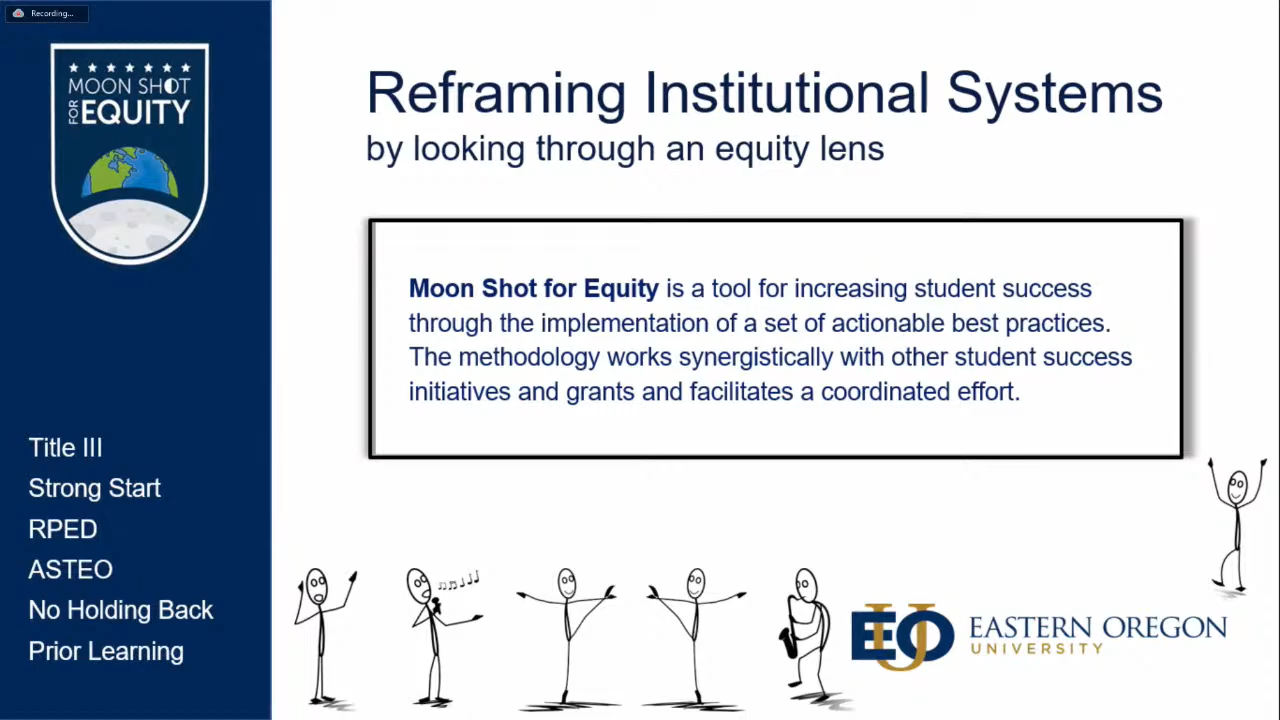 Recording...
MOON SHOT
FOR EQUITY
Reframing Institutional Systems
by looking through an equity lens
Moon Shot for Equity is a tool for increasing student success
through the implementation of a set of actionable best practices.
The methodology works synergistically with other student success
initiatives and grants and facilitates a coordinated effort.
Title III
Strong Start
RPED
ASTEO
No Holding Back
Prior Learning
EOU
EASTERN OREGON
UNIVERSITY